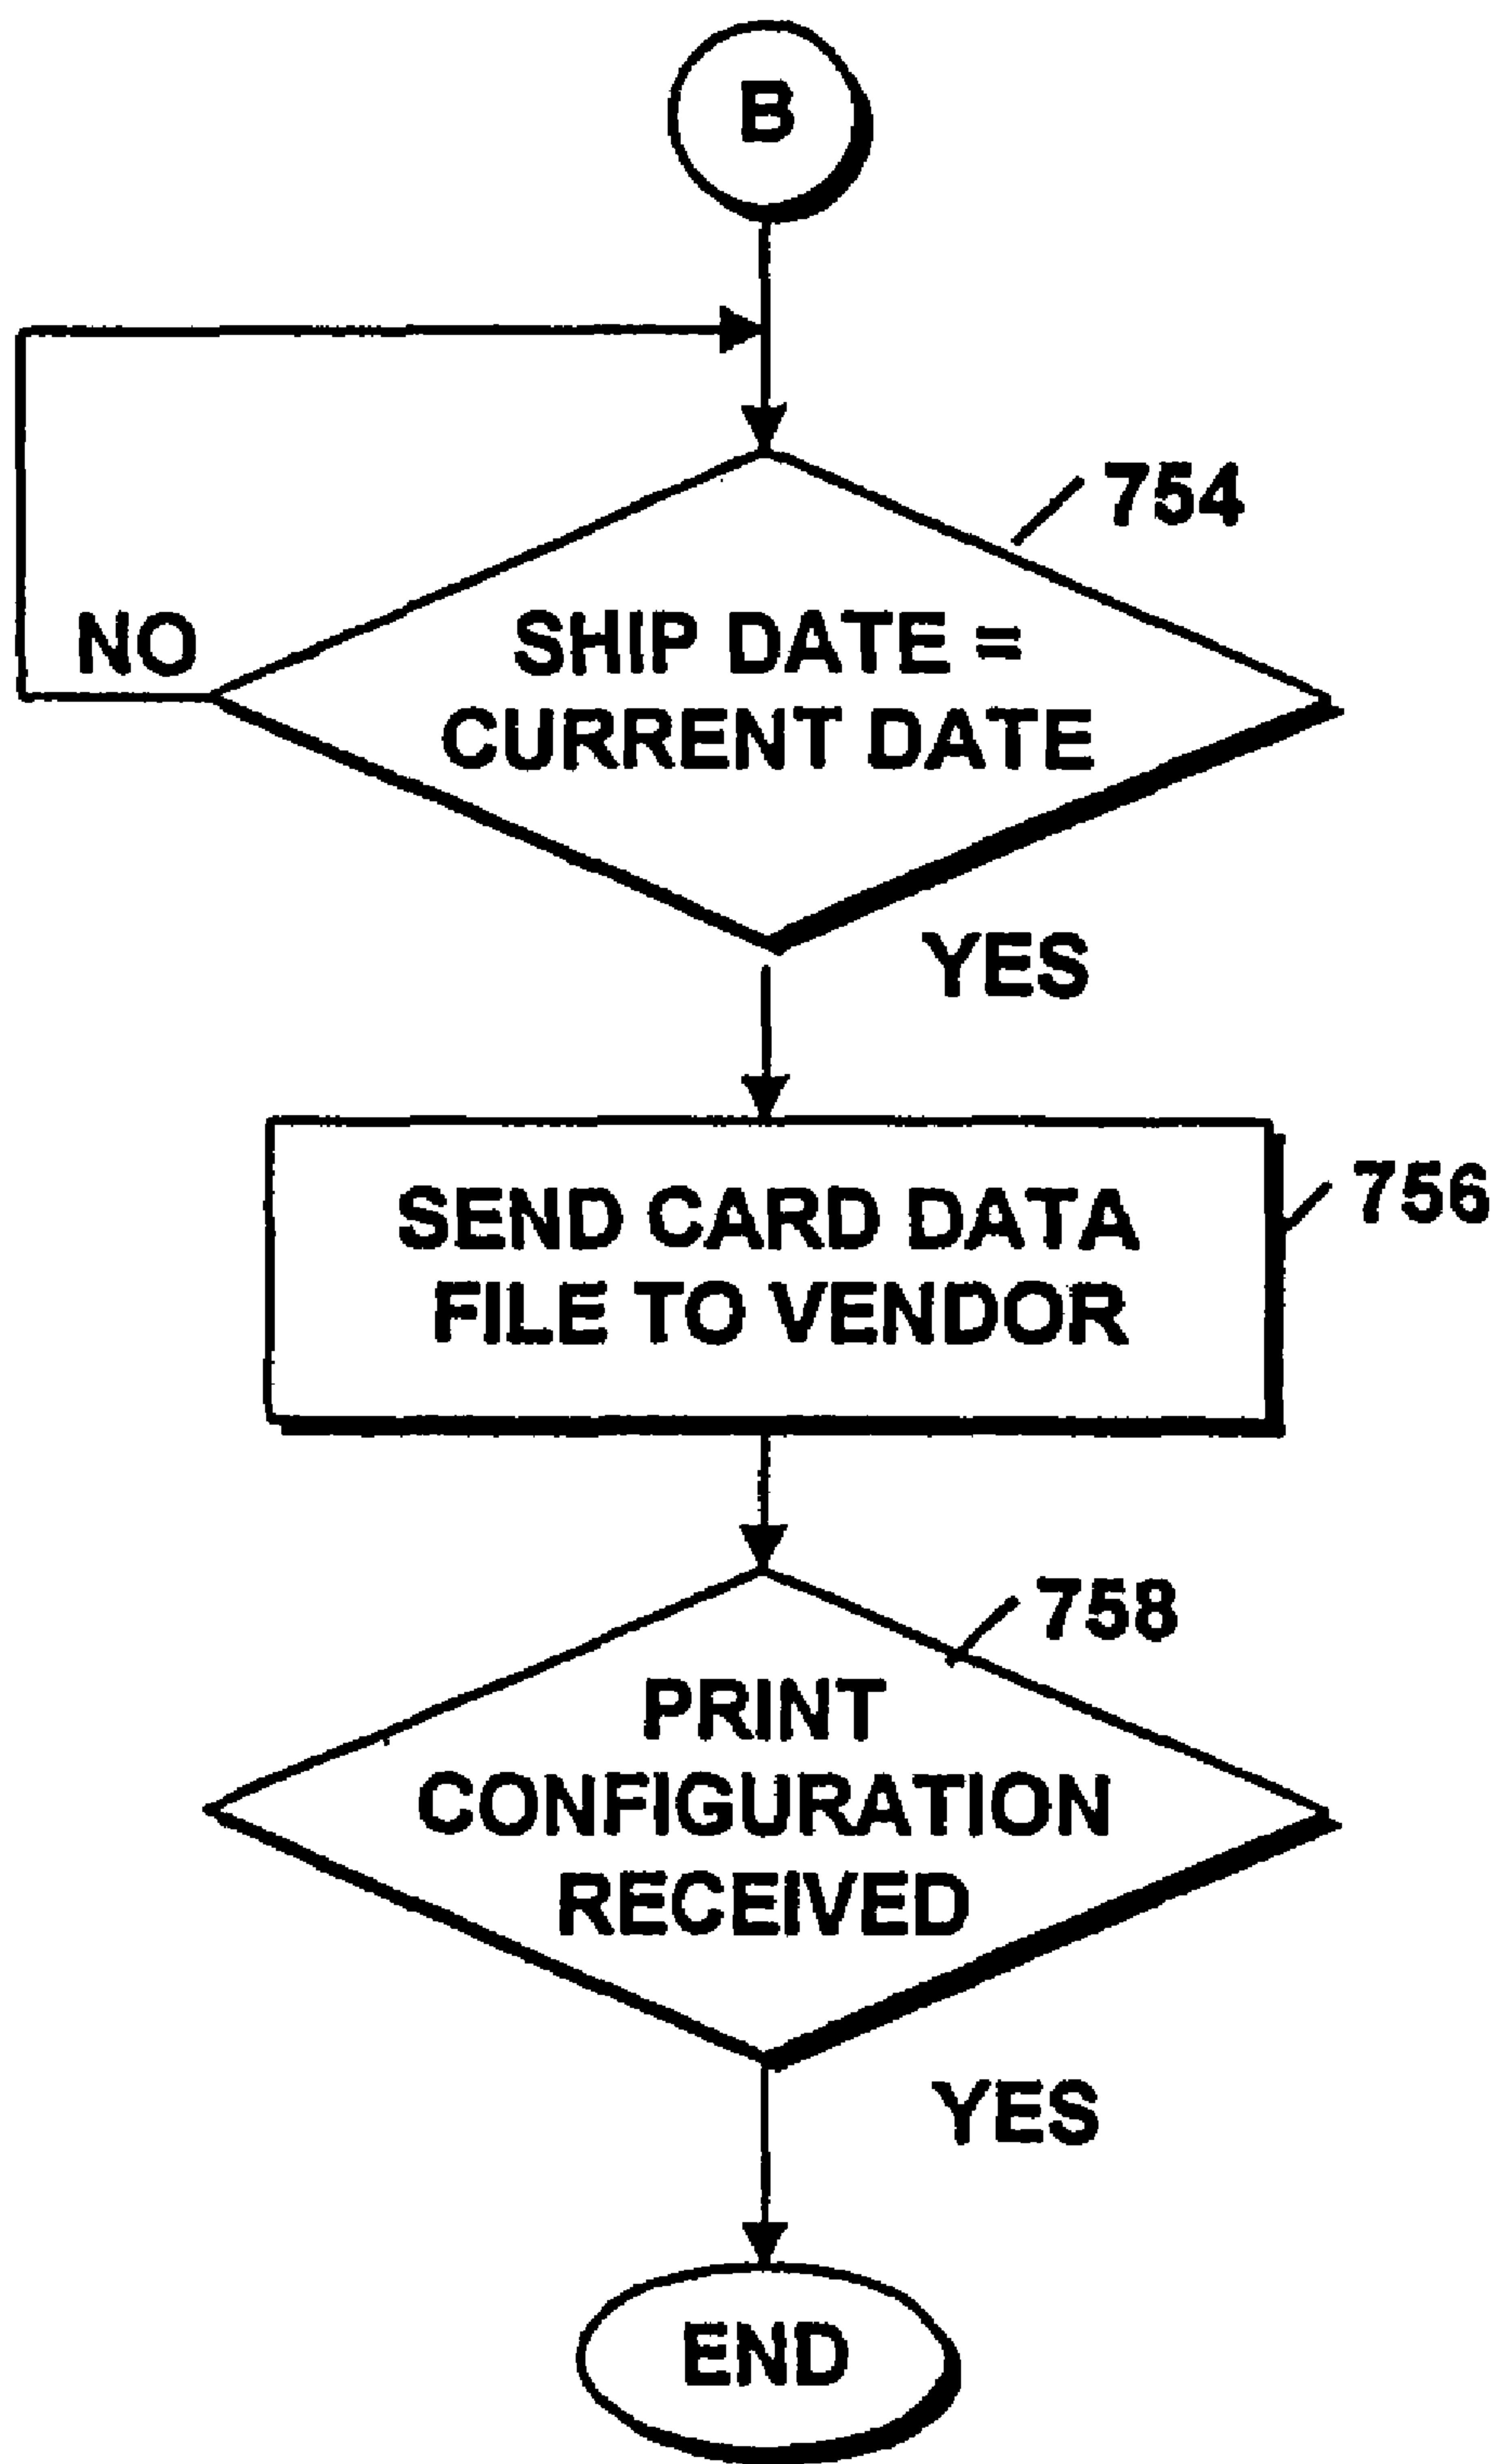 B
754
NO
SHIP DATE =
CURRENT DATE
YES
SEND CARD DATA
FILE TO VENDOR
756
758
PRINT
CONFIGURATION
RECEIVED
YES
END